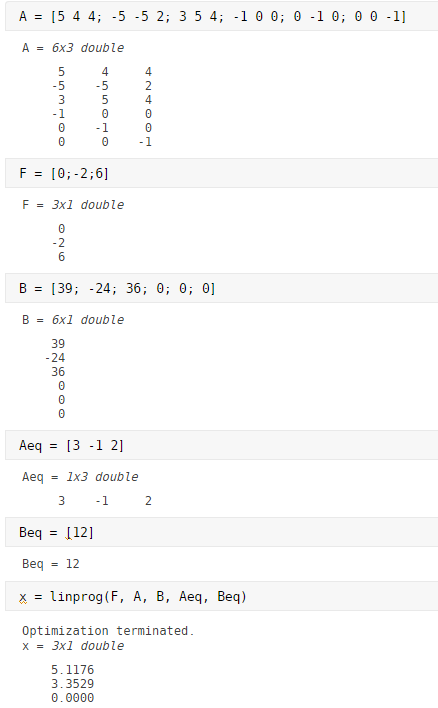 A = [5 4 4; -5 -5 2; 3 5 4; -1 0 0; 0 -1 0; 0 0 -1]
A = 6x3 double
5 4 4
-5 -5 2
3 5 4
-1 0 0
0 -1 0
0 0 -1
F = [0;-2;6]
F = 3x1 double
0
-2
6
B = [39; -24; 36; 0; 0; 0]
B = 6x1 double
39
-24
36
0
0
0
Aeq = [3 -1 2]
Aeq = 1x3 double
3 -1 2
Beq = [12]
Beq = 12
x = linprog(F, A, B, Aeq, Beq)
Optimization terminated.
x = 3x1 double
5.1176
3.3529
0.0000